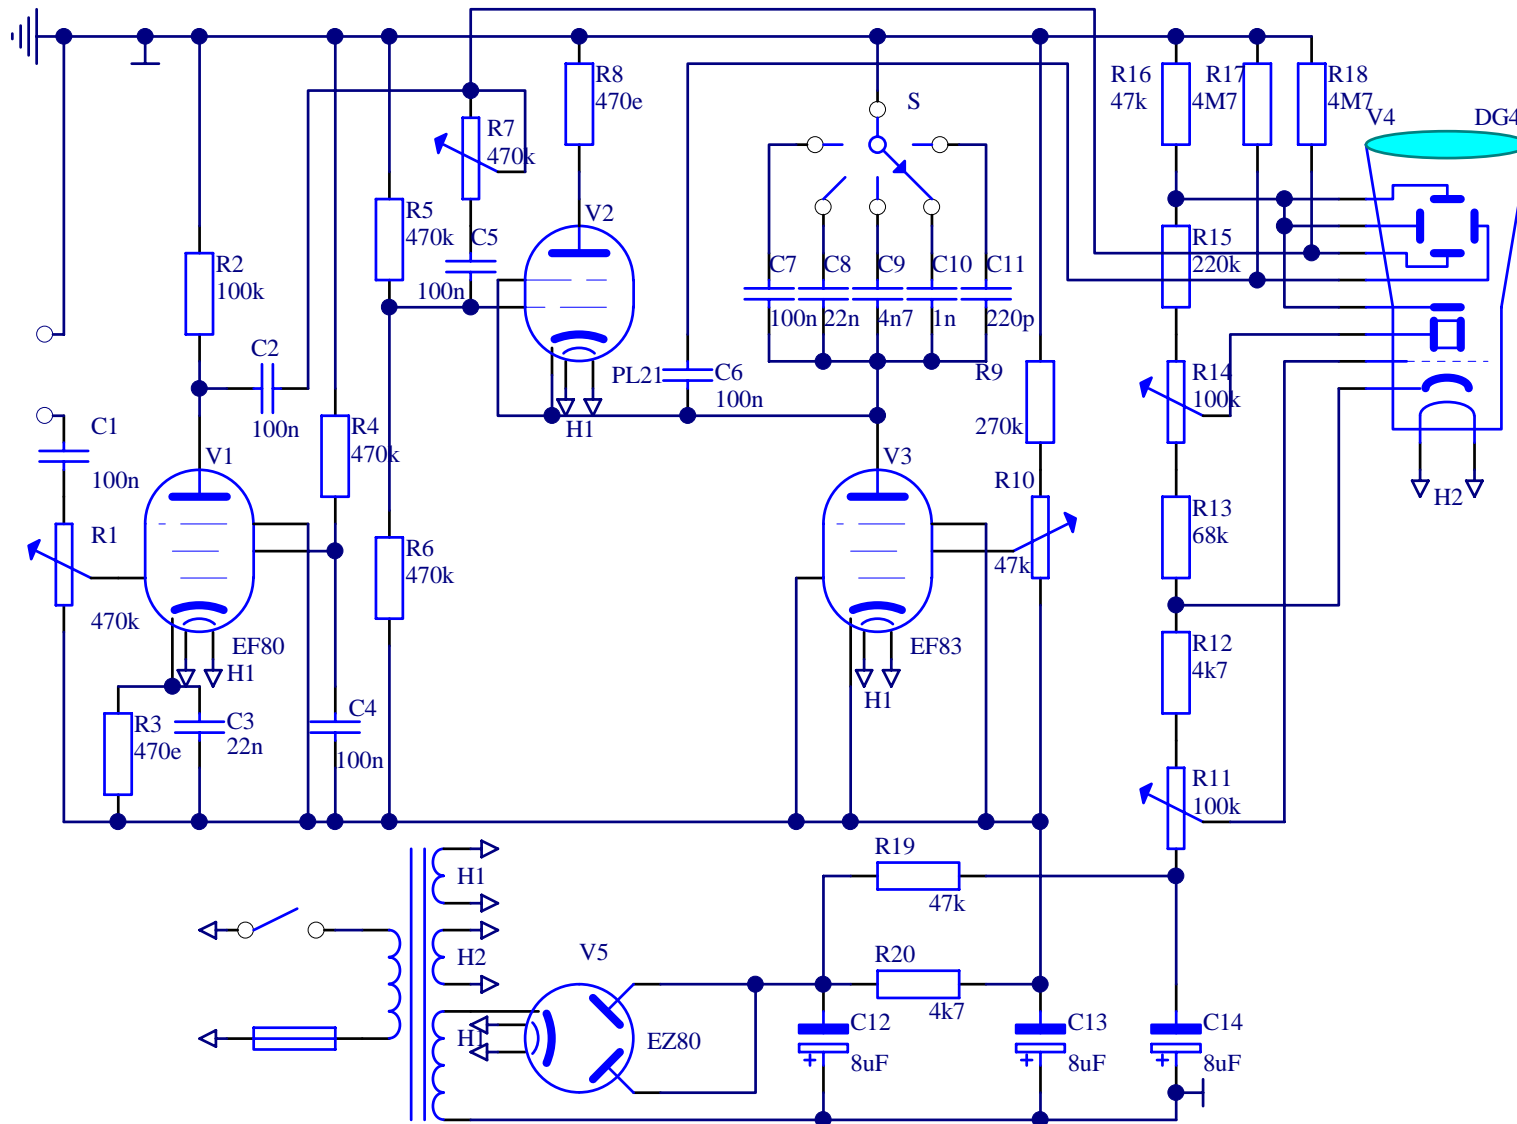 R8
470e
S
R16
47k
R17
4M7
R18
4M7
V4
DG4
R7
470k
R5
470k
V2
C5
100n
R2
100k
R15
220k
C7
100n
C8
22n
C9
4n7
C10
1n
C11
220p
C2
100n
PL21
C6
100n
R9
270k
R14
100k
H1
C1
100n
V1
R4
470k
V3
R10
47k
H2
R13
68k
R1
470k
R6
470k
EF80
H1
EF83
H1
R12
4k7
R3
470e
C3
22n
C4
100n
R11
100k
R19
47k
H1
H2
H1
V5
EZ80
R20
4k7
C12
8uF
C13
8uF
C14
8uF